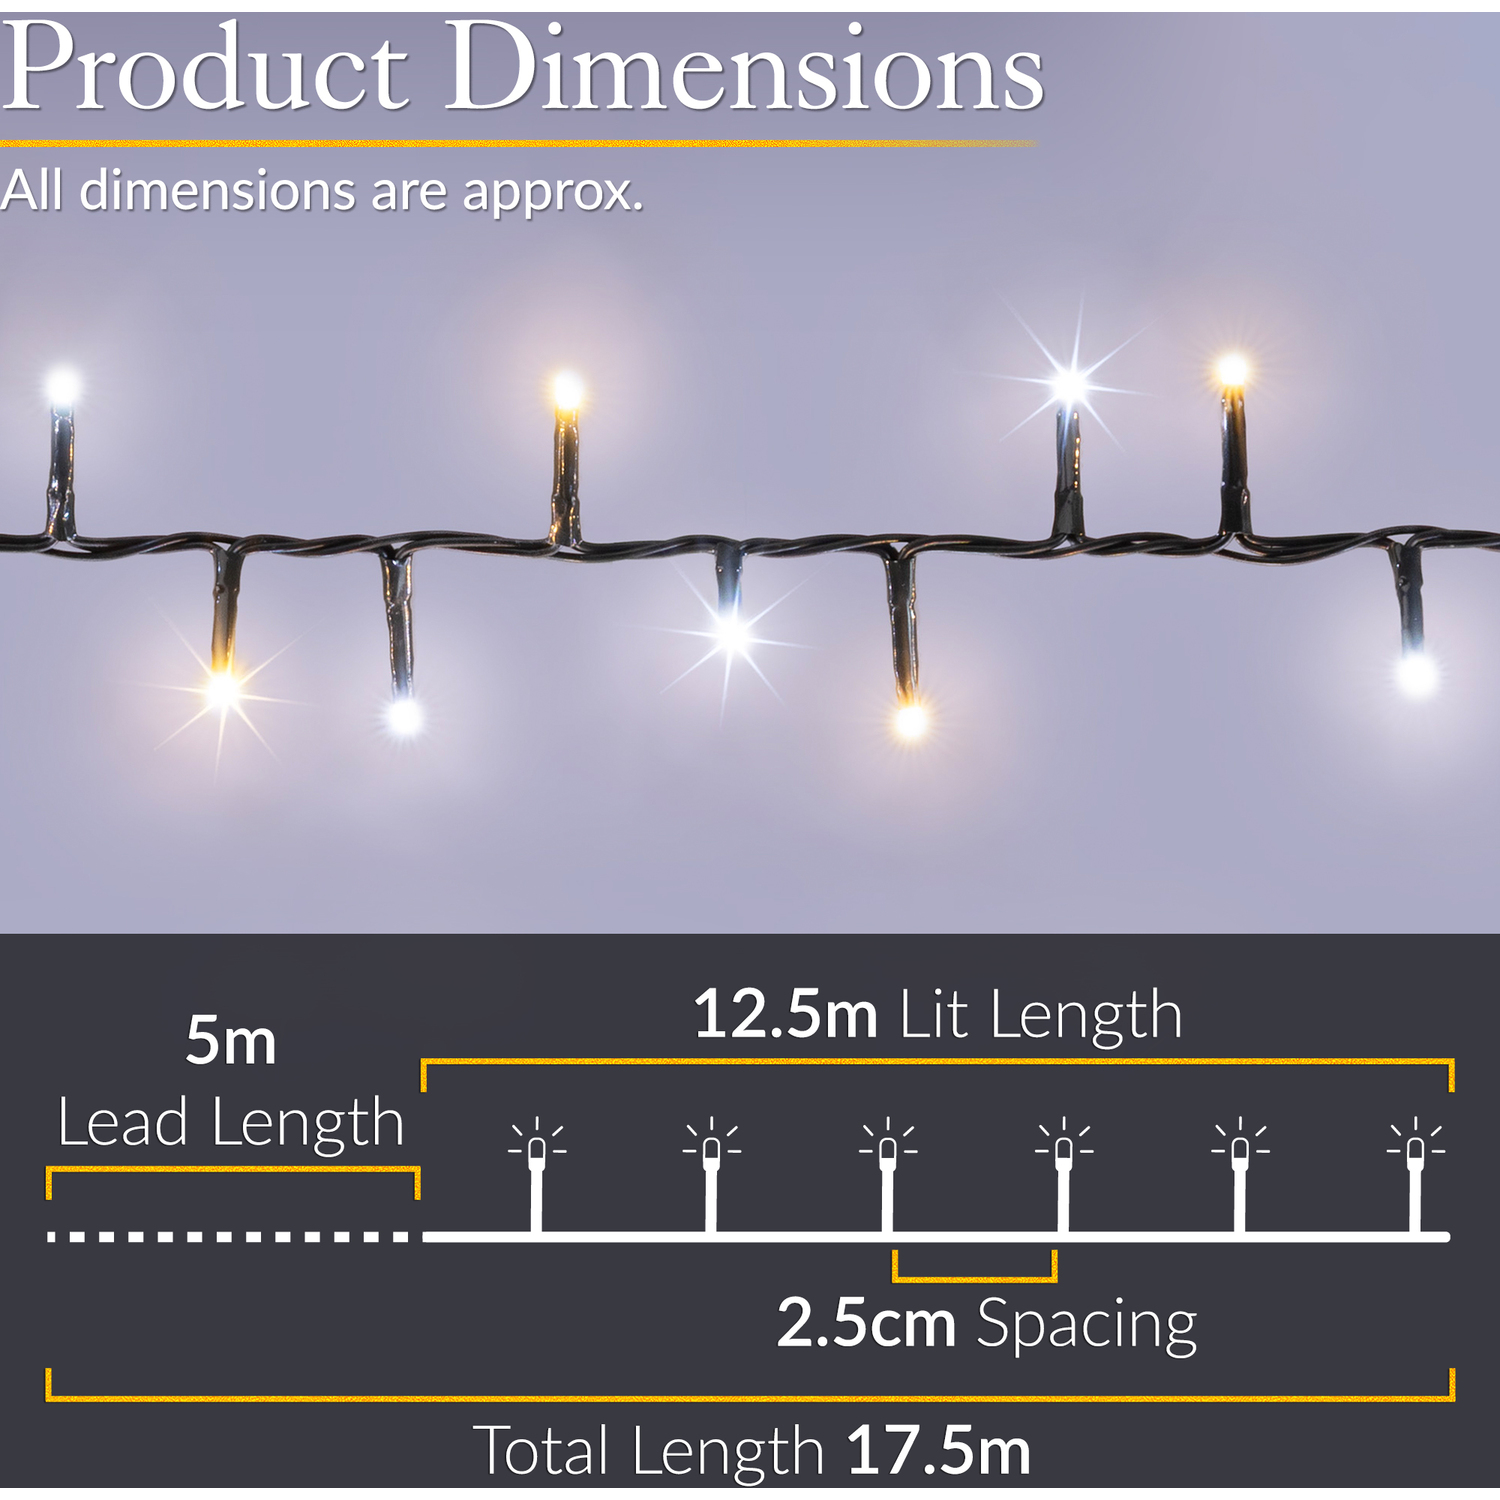 Product Dimensions
All dimensions are approx.
12.5m Lit Length
5m
Lead Length
2.5cm Spacing
Total Length 17.5m